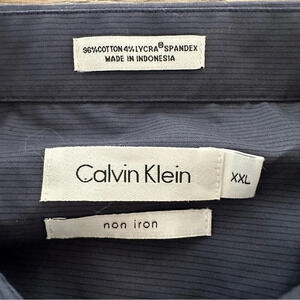 96%COTTON 4%LYCRA® SPANDEX
MADE IN INDONESIA
Calvin Klein
XXL
non iron